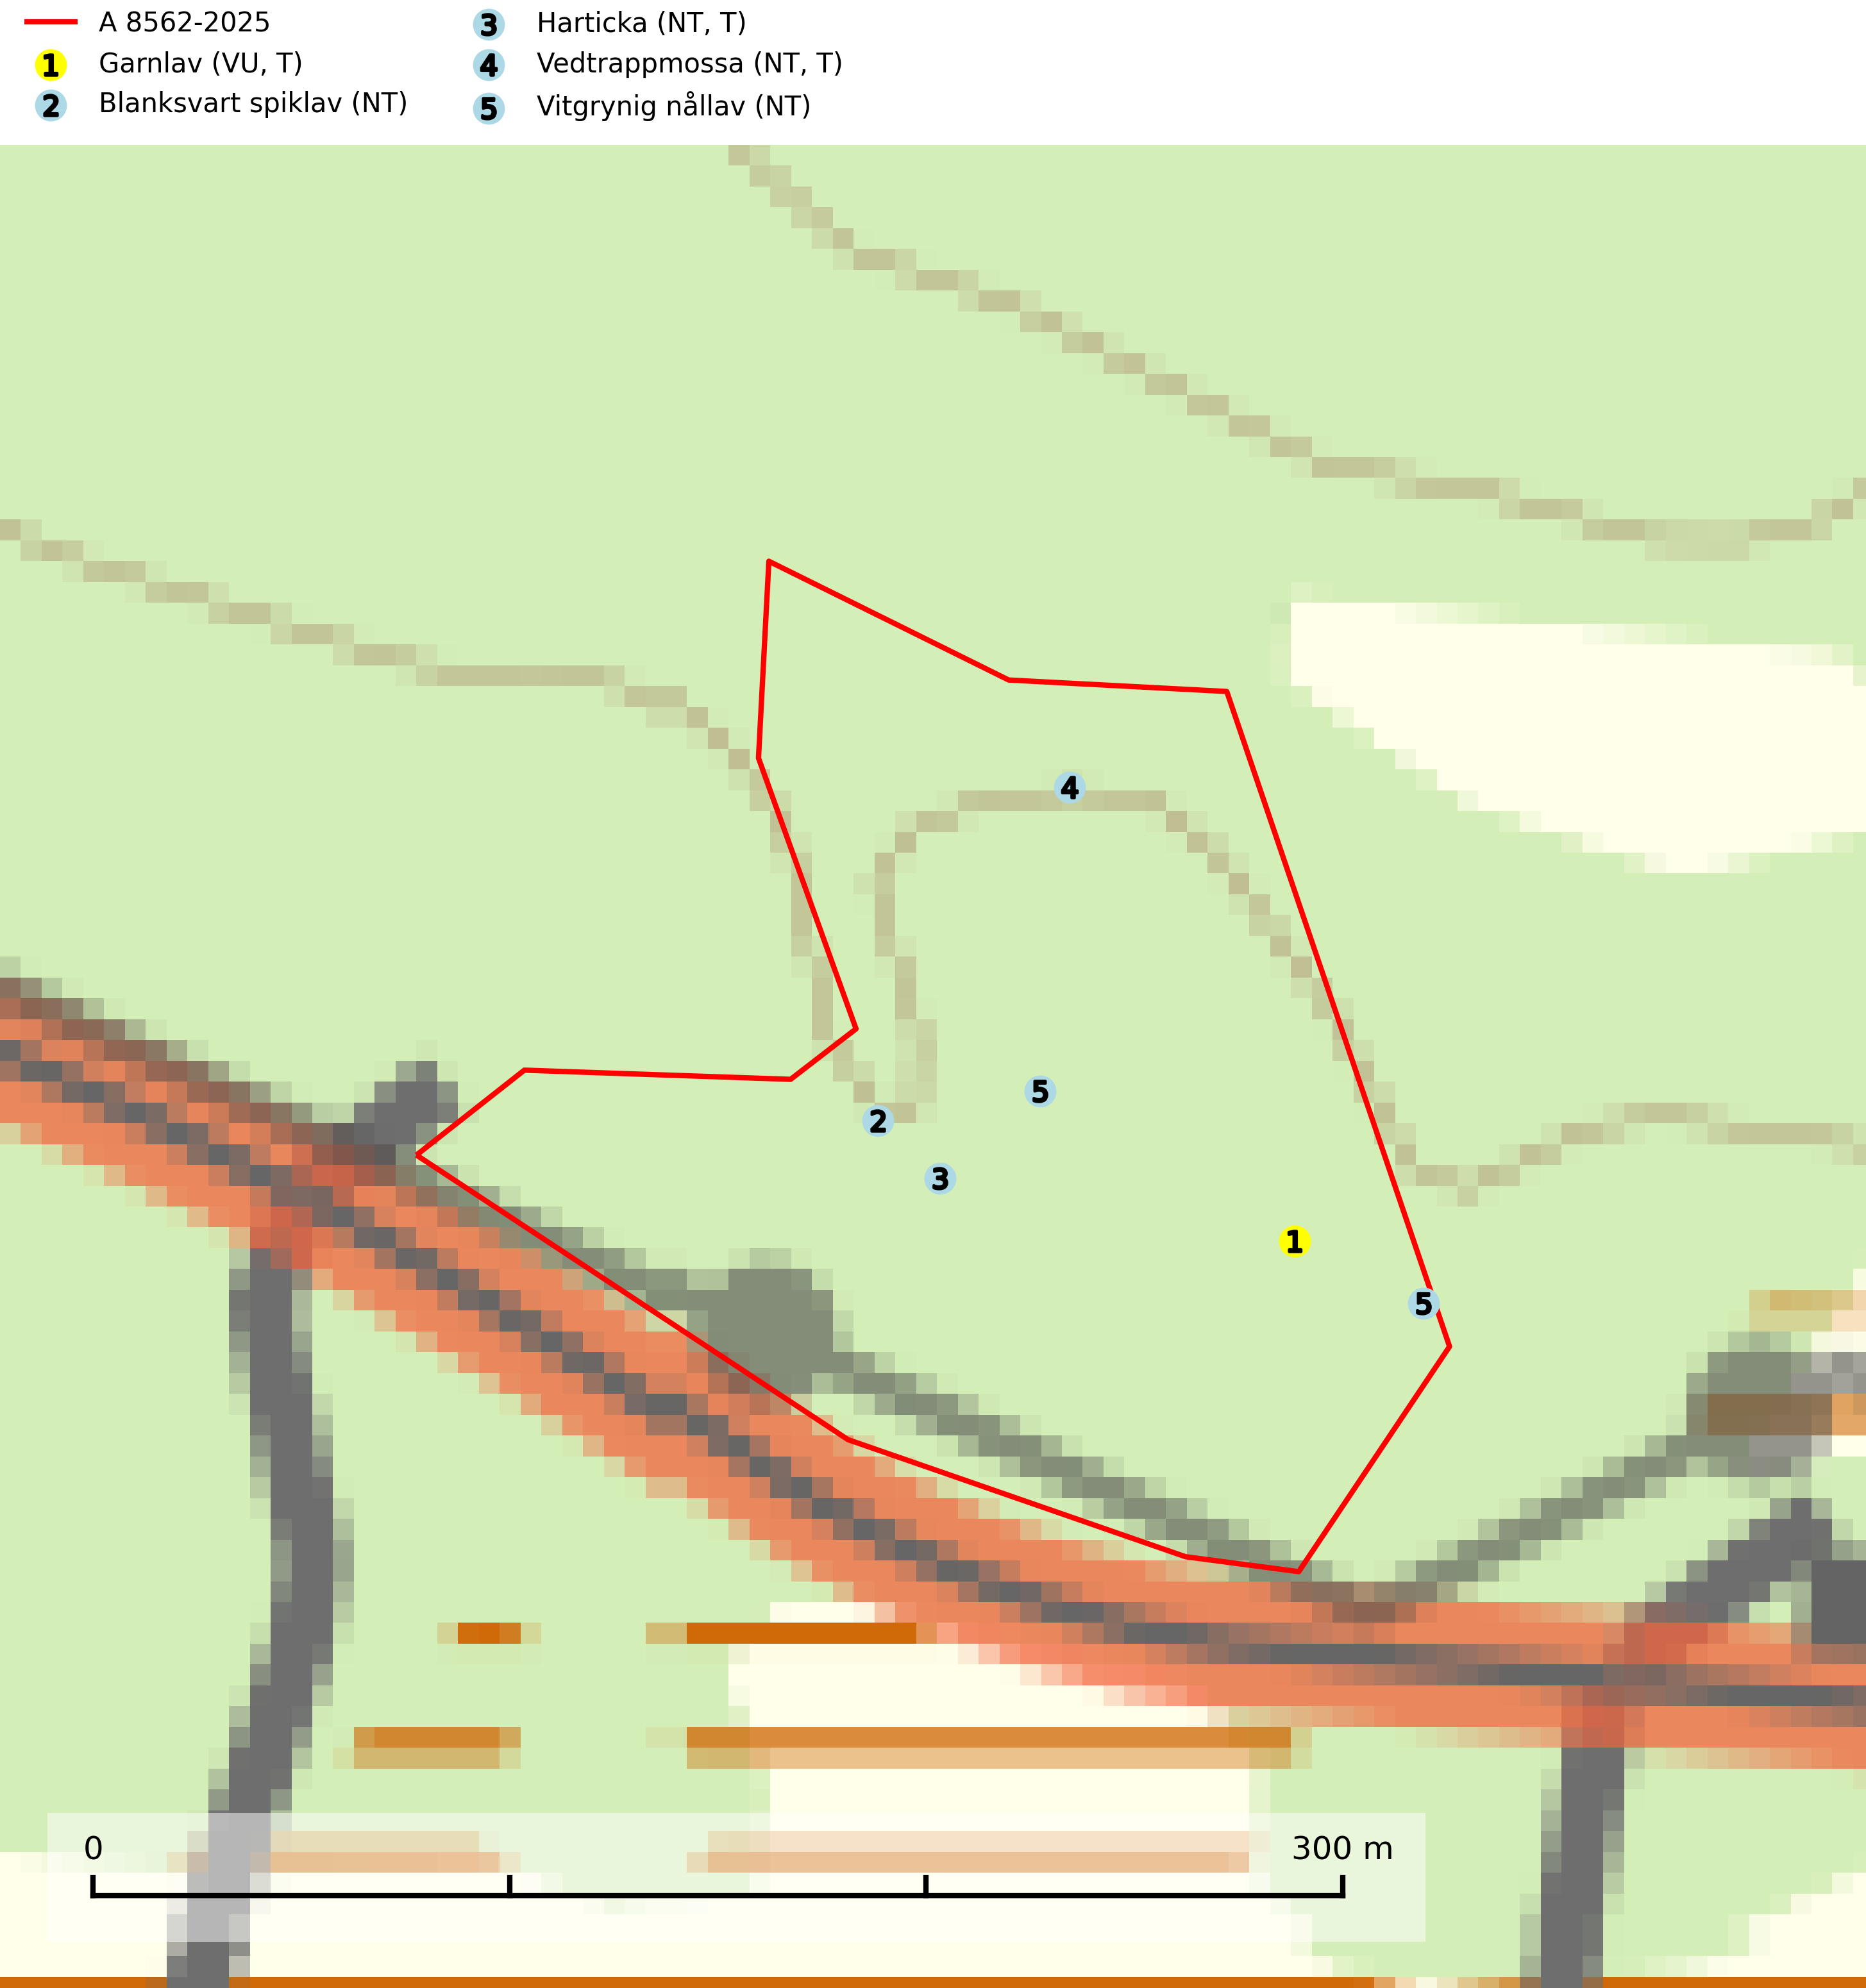 A 8562-2025
1 Garnlav (VU, T)
2 Blanksvart spiklav (NT)
3 Harticka (NT, T)
4 Vedtrappmossa (NT, T)
5 Vitgrynig nållav (NT)
4
5
2
3
1
5
0 300 m